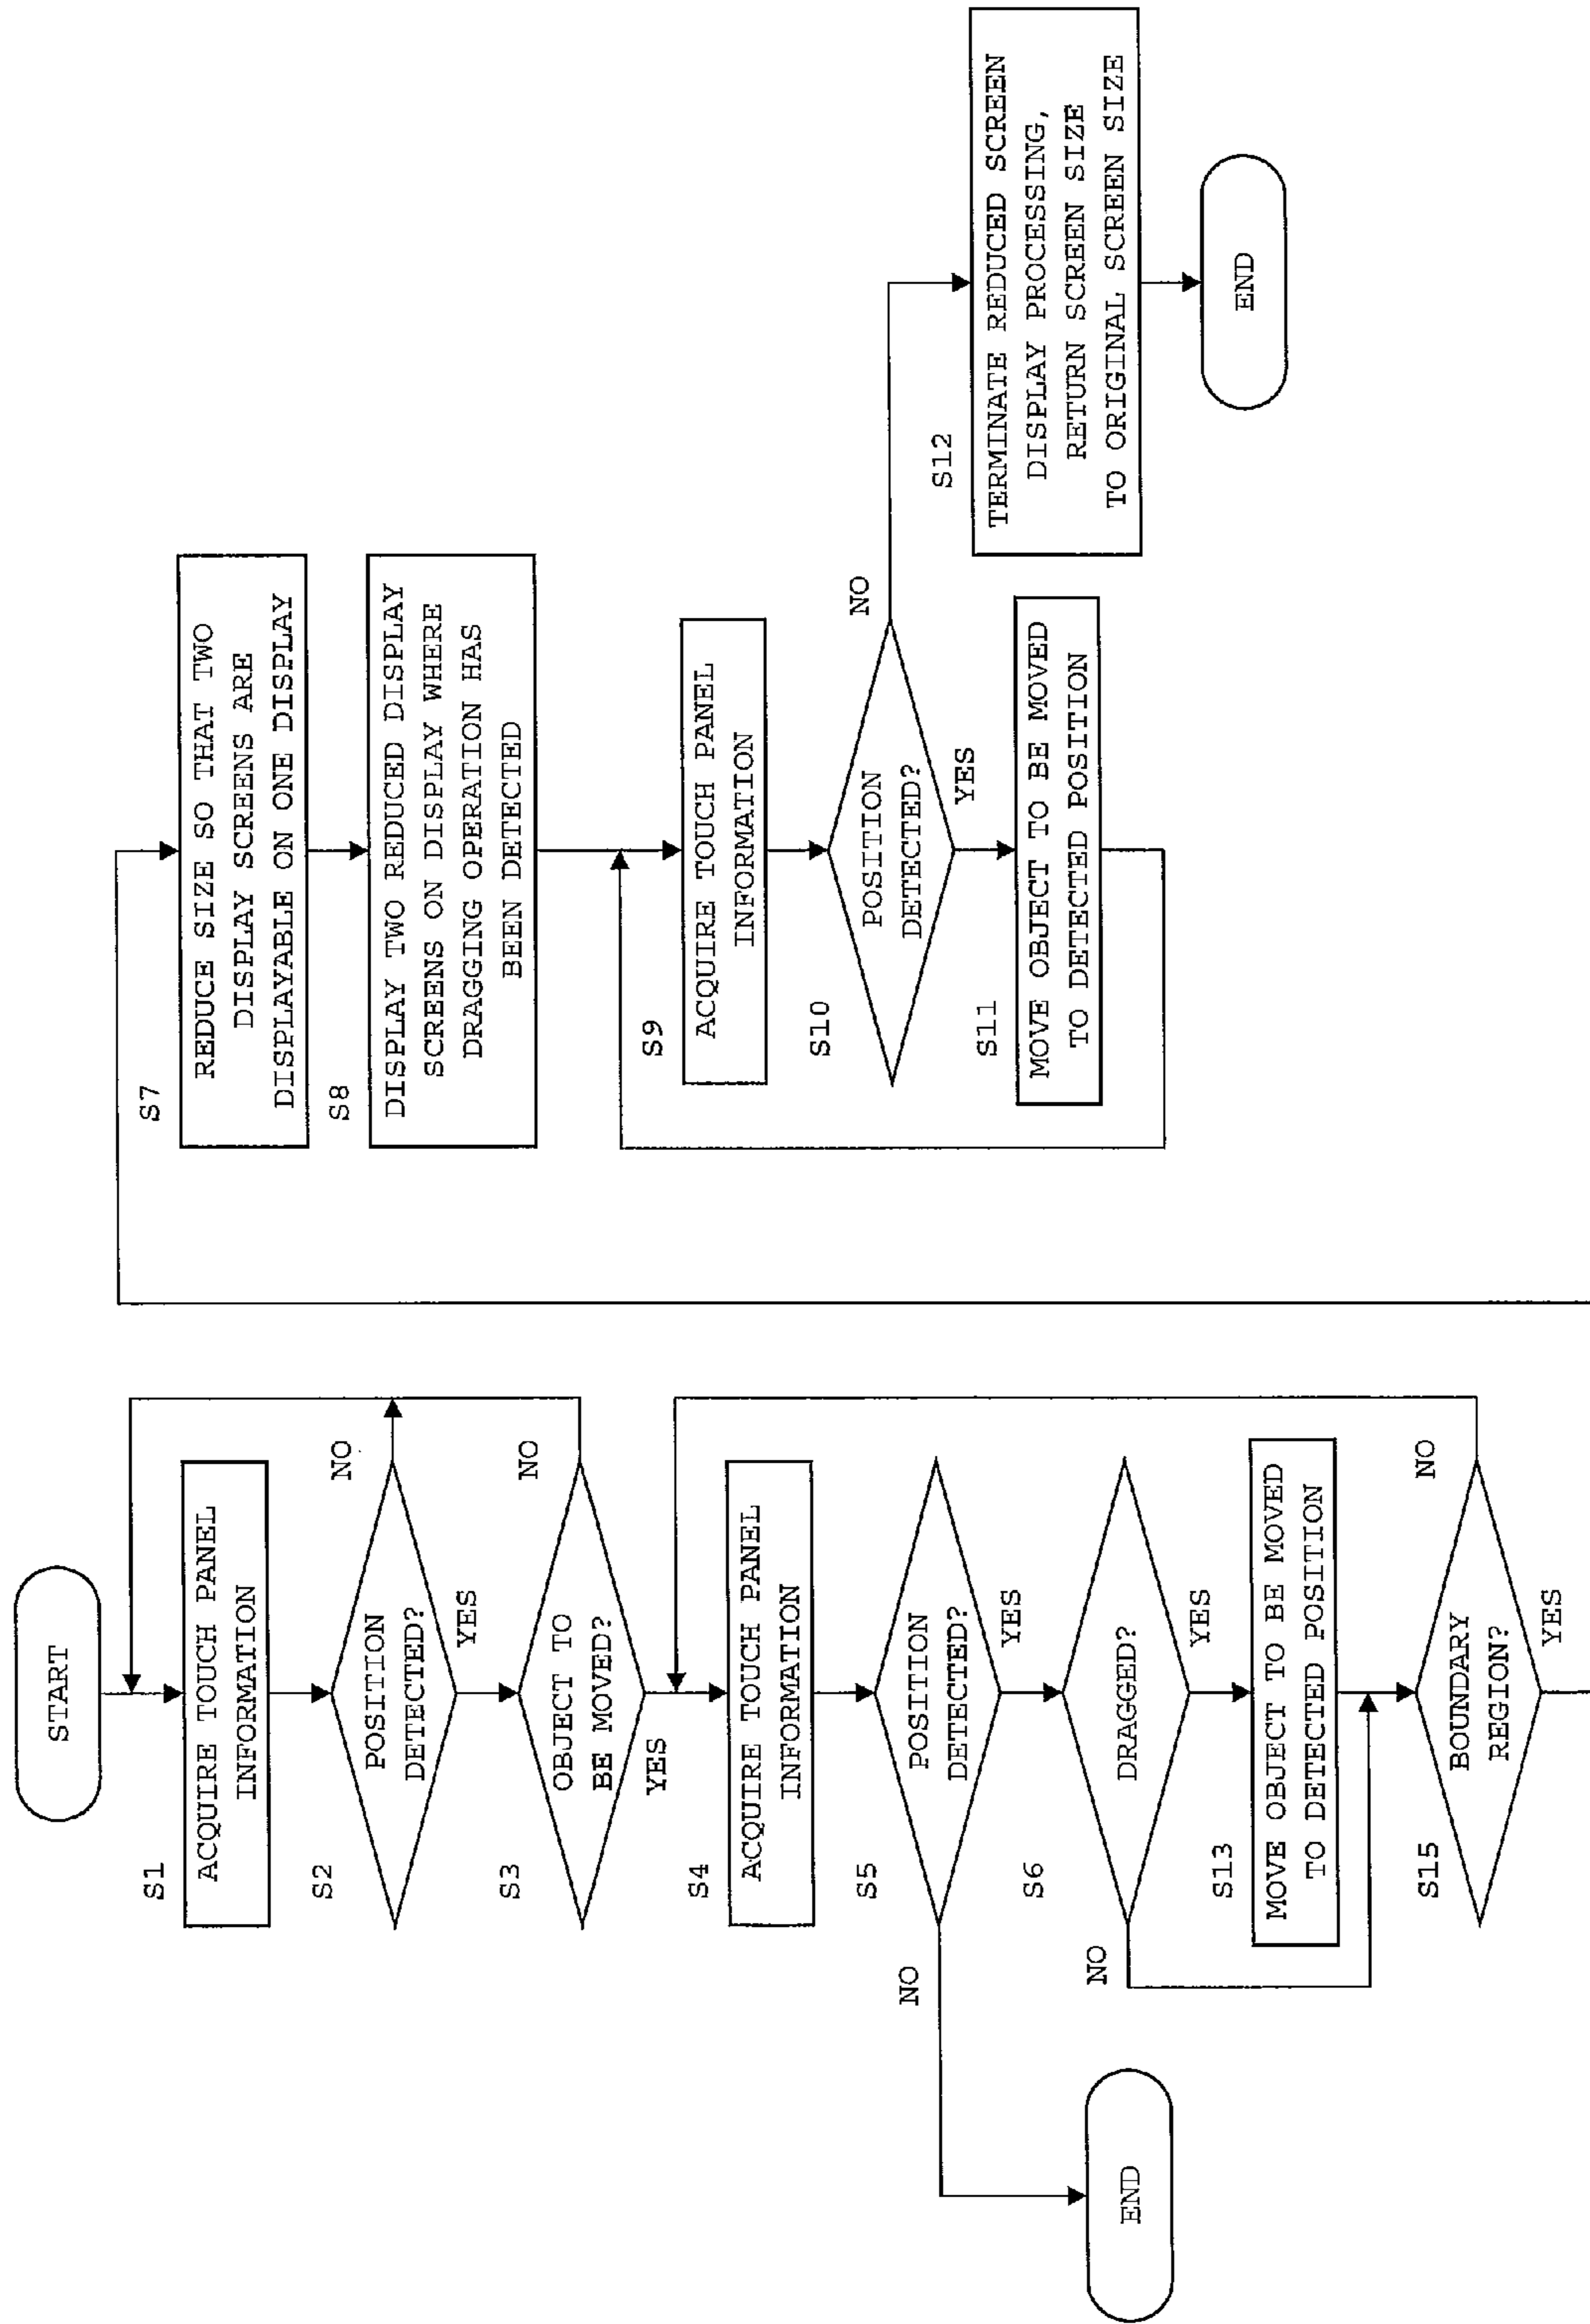 START
S1
ACQUIRE TOUCH PANEL
INFORMATION
S2
POSITION
DETECTED?
NO
YES
S3
OBJECT TO
BE MOVED?
NO
YES
S4
ACQUIRE TOUCH PANEL
INFORMATION
S5
POSITION
DETECTED?
NO
YES
S6
DRAGGED?
NO
YES
END
S13
MOVE OBJECT TO BE MOVED
TO DETECTED POSITION
S15
BOUNDARY
REGION?
NO
YES
S7
REDUCE SIZE SO THAT TWO
DISPLAY SCREENS ARE
DISPLAYABLE ON ONE DISPLAY
S8
DISPLAY TWO REDUCED DISPLAY
SCREENS ON DISPLAY WHERE
DRAGGING OPERATION HAS
BEEN DETECTED
S9
ACQUIRE TOUCH PANEL
INFORMATION
S10
POSITION
DETECTED?
NO
YES
S11
MOVE OBJECT TO BE MOVED
TO DETECTED POSITION
S12
TERMINATE REDUCED SCREEN
DISPLAY PROCESSING,
RETURN SCREEN SIZE
TO ORIGINAL SCREEN SIZE
END